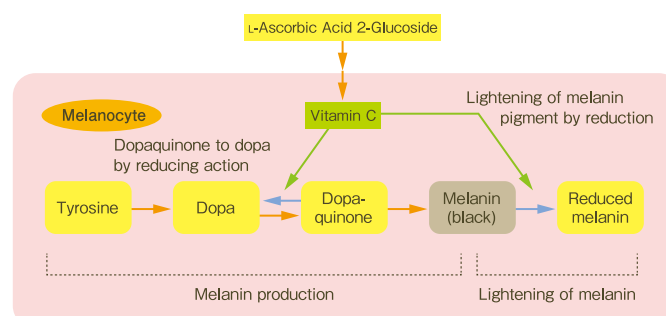 L-Ascorbic Acid 2-Glucoside
Melanocyte
Vitamin C
Lightening of melanin
pigment by reduction
Dopaquinone to dopa
by reducing action
Tyrosine
Dopa
Dopa-
quinone
Melanin
(black)
Reduced
melanin
Melanin production
Lightening of melanin